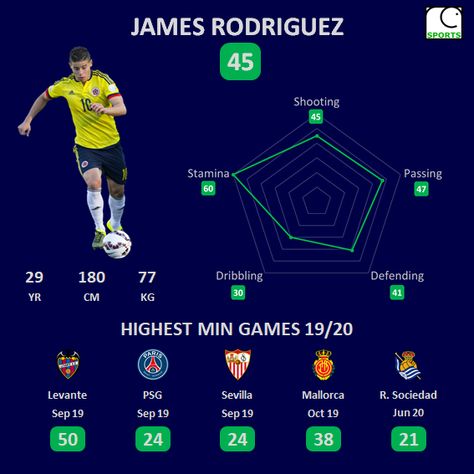 JAMES RODRIGUEZ
C
SPORTS
45
Shooting
45
Stamina
60
Passing
47
Dribbling
30
Defending
41
10
29
180
77
YR
CM
KG
HIGHEST MIN GAMES 19/20
PARIS
Levante
PSG
Sevilla
Mallorca
R. Sociedad
Sep 19
Sep 19
Sep 19
Oct 19
Jun 20
50
24
24
38
21